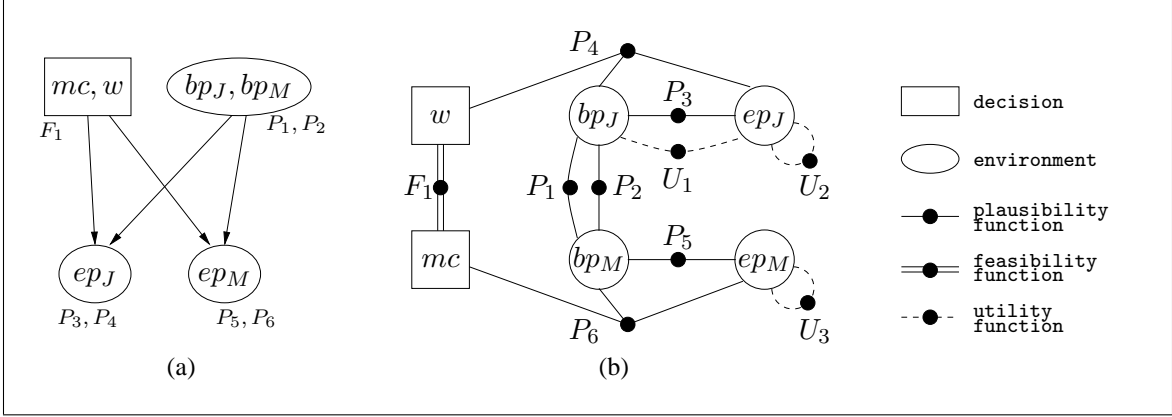 mc, w
bp_J, bp_M
F_1
P_1, P_2
ep_J
ep_M
P_3, P_4
P_5, P_6
(a)
P_4
w
bp_J
P_3
ep_J
F_1
P_1
P_2
U_1
U_2
mc
bp_M
P_5
ep_M
P_6
U_3
(b)
decision
environment
plausibility
function
feasibility
function
utility
function